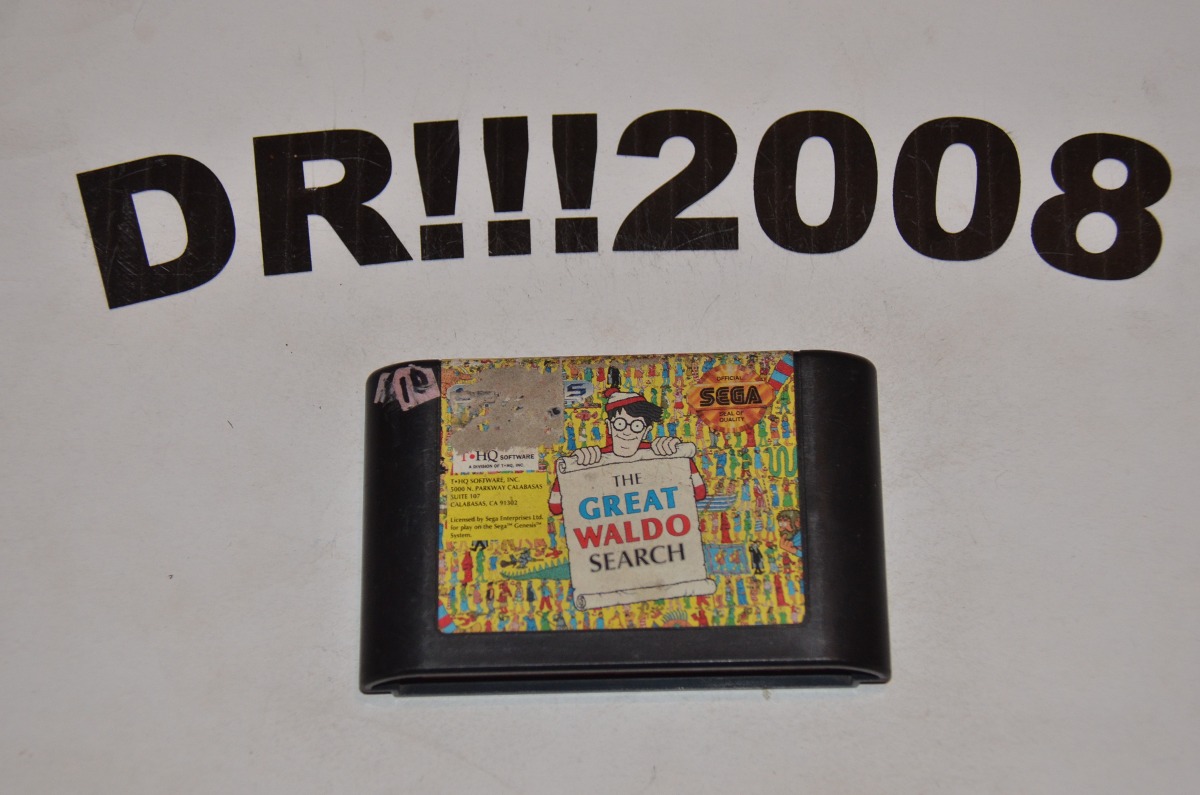 DR!!!2008
OFFICIAL
SEGA
SEAL OF
QUALITY
T•HQ SOFTWARE
A DIVISION OF T•HQ, INC.
T•HQ SOFTWARE, INC.
5000 N. PARKWAY CALABASAS
SUITE 107
CALABASAS, CA 91302
Licensed by Sega Enterprises Ltd.
for play on the Sega™ Genesis™
System.
THE
GREAT
WALDO
SEARCH